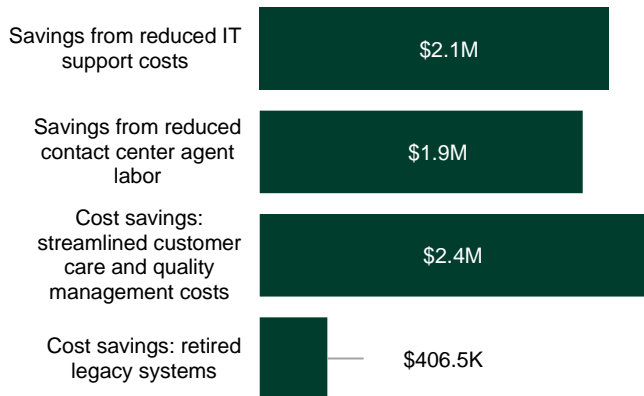 Savings from reduced IT
support costs
$2.1M
Savings from reduced
contact center agent
labor
$1.9M
Cost savings:
streamlined customer
care and quality
management costs
$2.4M
Cost savings: retired
legacy systems
$406.5K